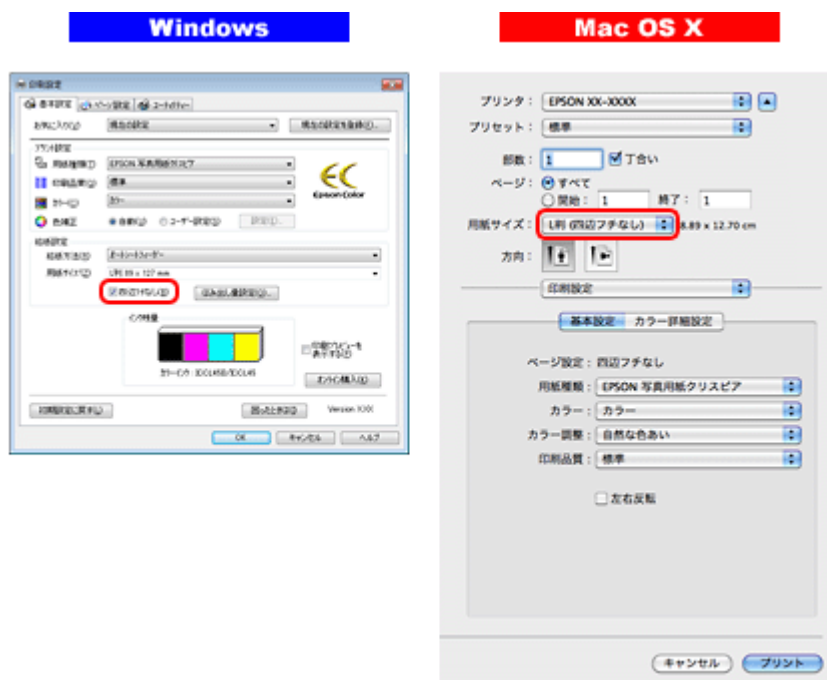 Windows
Mac OS X
印刷設定
基本設定
ページ設定
ユーティリティー
お気に入り(V)
現在の設定
現在の設定を登録(J)...
用紙種類(T)
EPSON 写真用紙クリスピア
印刷品質(Q)
標準
カラー(C)
カラー
色補正
自動(K)
ユーザー設定(S)
EC
Epson Color
給紙設定
給紙方法(B)
オートシートフィーダー
用紙サイズ(Z)
L判 89 x 127 mm
四辺フチなし(J)
はみ出し量設定(G)...
インク残量
印刷プレビューを
表示する(P)
カラーインク : IDCL45B/IDCL45
オンライン購入(U)
初期設定に戻す(L)
困ったときは(I)
Version X.XX
OK
キャンセル
ヘルプ
プリンタ :
EPSON XX-XXXX
プリセット :
標準
部数 :
1
丁合い
ページ :
すべて
開始 : 1
終了 : 1
用紙サイズ :
L判 (四辺フチなし)
8.89 x 12.70 cm
方向 :
印刷設定
基本設定
カラー詳細設定
ページ設定 : 四辺フチなし
用紙種類 : EPSON 写真用紙クリスピア
カラー : カラー
カラー調整 : 自然な色あい
印刷品質 : 標準
左右反転
キャンセル
プリント